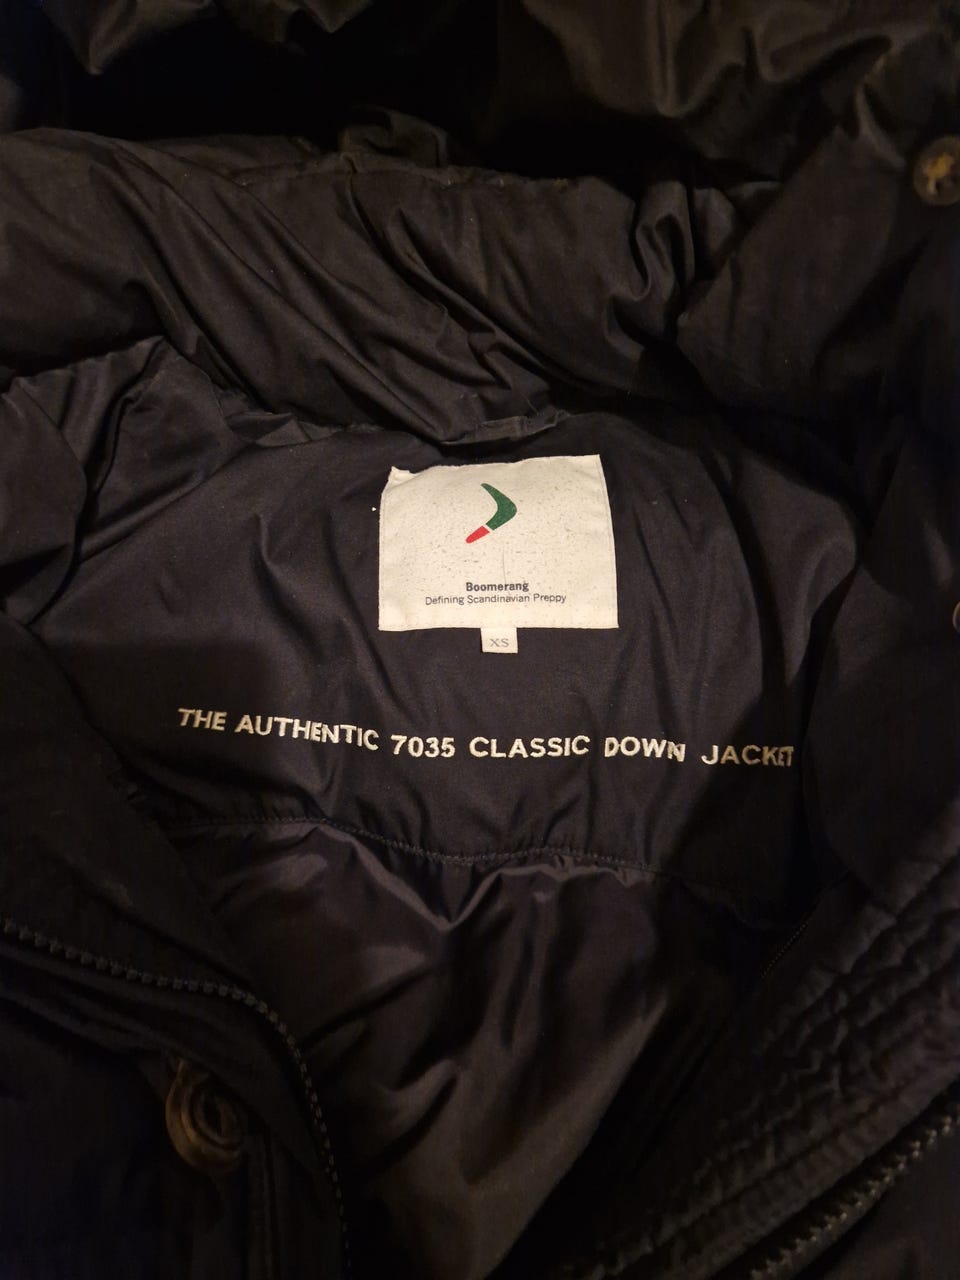 Boomerang
Defining Scandinavian Preppy
XS
THE AUTHENTIC 7035 CLASSIC DOWN JACKET